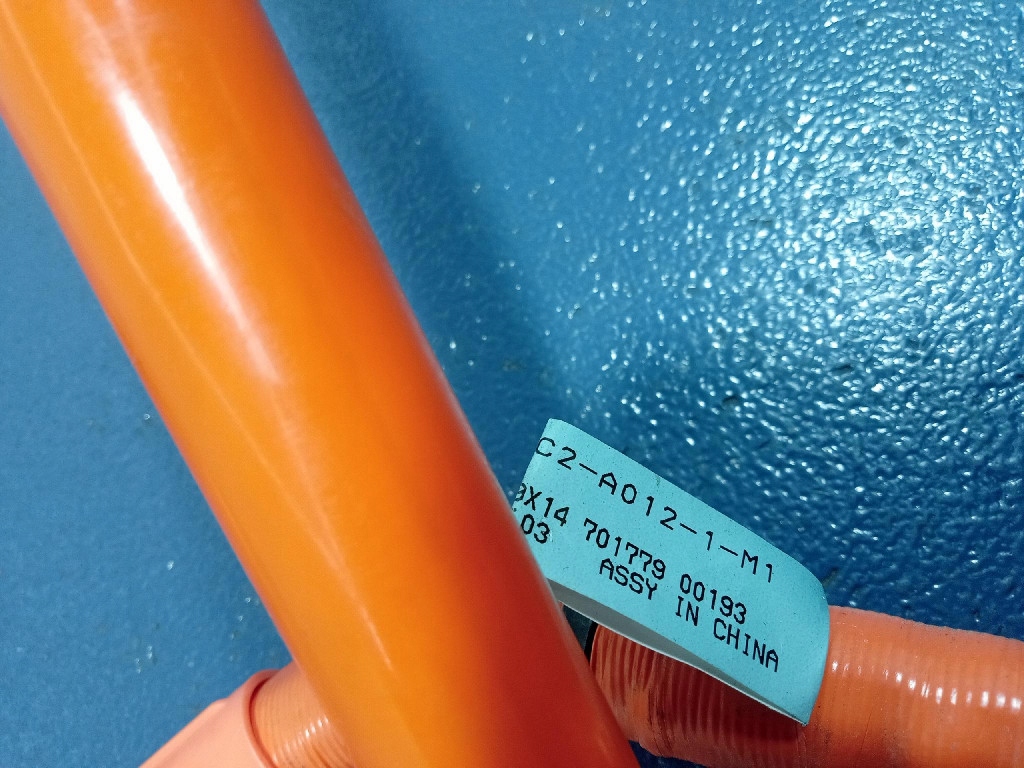 C2-A012-1-M1
X14 701779 00193
03 ASSY IN CHINA